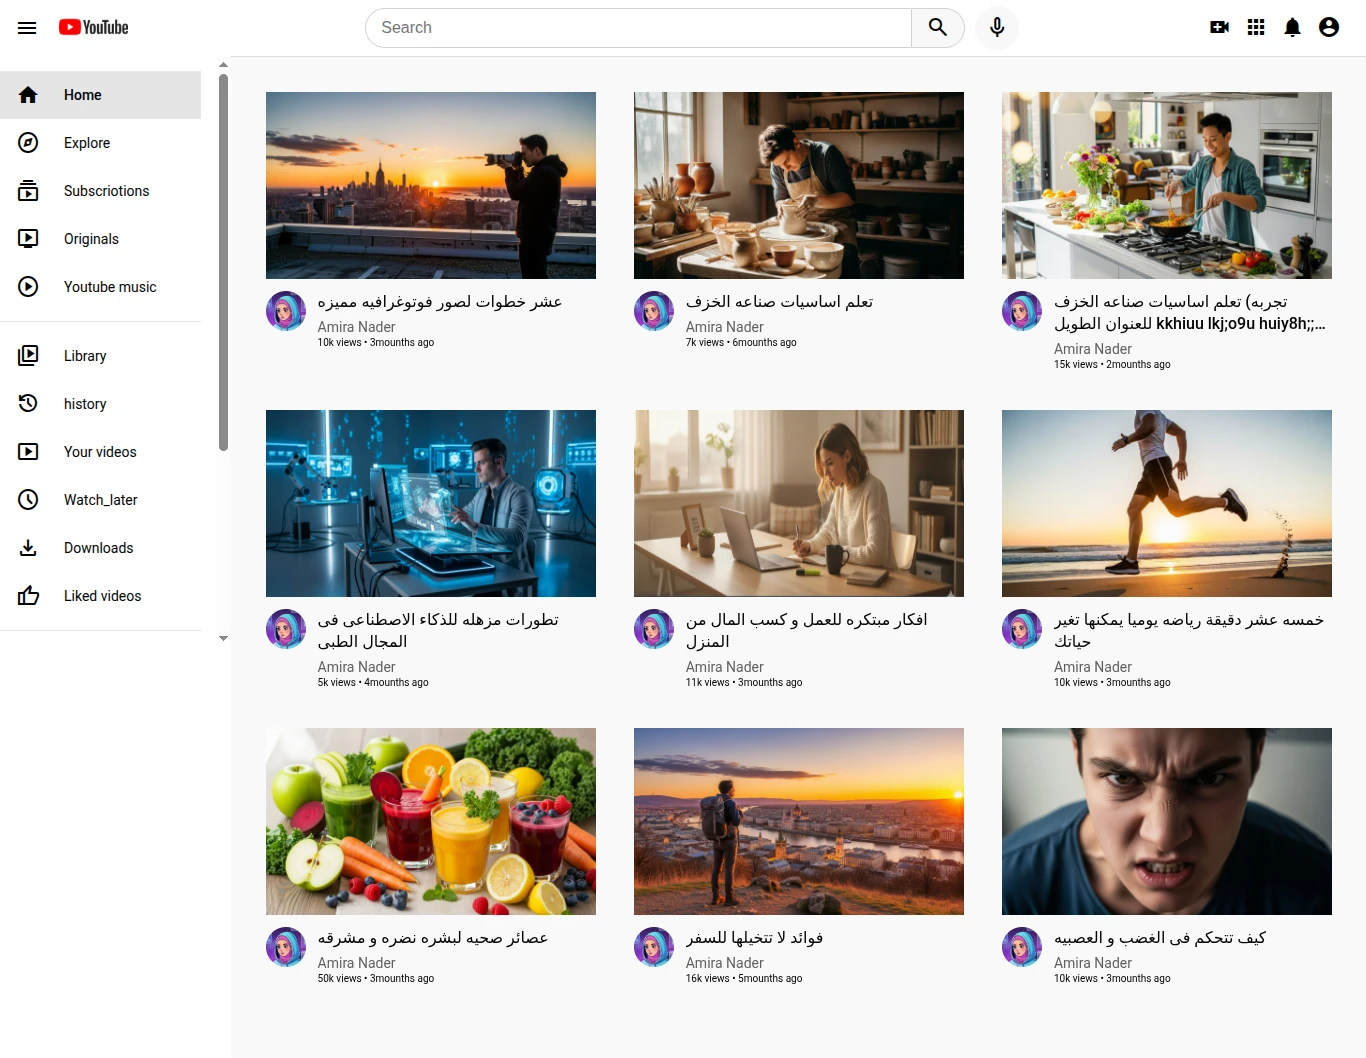 YouTube
Search
Home
Explore
Subscriotions
Originals
Youtube music
Library
history
Your videos
Watch_later
Downloads
Liked videos
عشر خطوات لصور فوتوغرافيه مميزه
Amira Nader
10k views • 3mounths ago
تعلم اساسيات صناعه الخزف
Amira Nader
7k views • 6mounths ago
تجربه) تعلم اساسيات صناعه الخزف
للعنوان الطويل kkhiuu lkj;o9u huiy8h;;...
Amira Nader
15k views • 2mounths ago
تطورات مزهله للذكاء الاصطناعى فى
المجال الطبى
Amira Nader
5k views • 4mounths ago
افكار مبتكره للعمل و كسب المال من
المنزل
Amira Nader
11k views • 3mounths ago
خمسه عشر دقيقة رياضه يوميا يمكنها تغير
حياتك
Amira Nader
10k views • 3mounths ago
عصائر صحيه لبشره نضره و مشرقه
Amira Nader
50k views • 3mounths ago
فوائد لا تتخيلها للسفر
Amira Nader
16k views • 5mounths ago
كيف تتحكم فى الغضب و العصبيه
Amira Nader
10k views • 3mounths ago